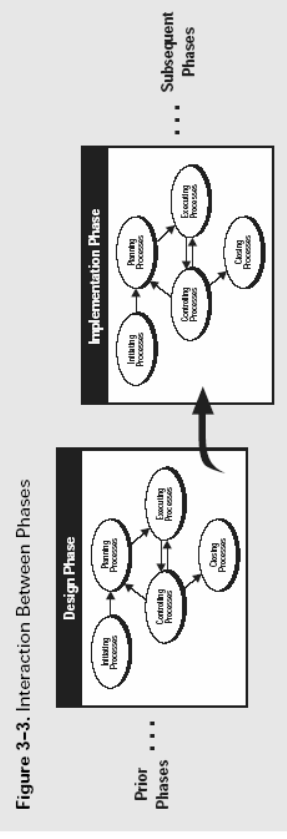 Figure 3–3. Interaction Between Phases
Prior
Phases
. . .
Design Phase
Initiating
Processes
Planning
Processes
Controlling
Processes
Executing
Processes
Closing
Processes
Implementation Phase
Initiating
Processes
Planning
Processes
Controlling
Processes
Executing
Processes
Closing
Processes
. . .
Subsequent
Phases